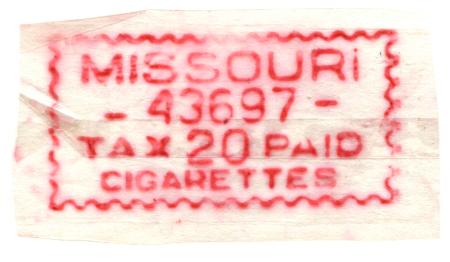 MISSOURi
- 43697 -
TAX 20 PAID
CIGARETTES